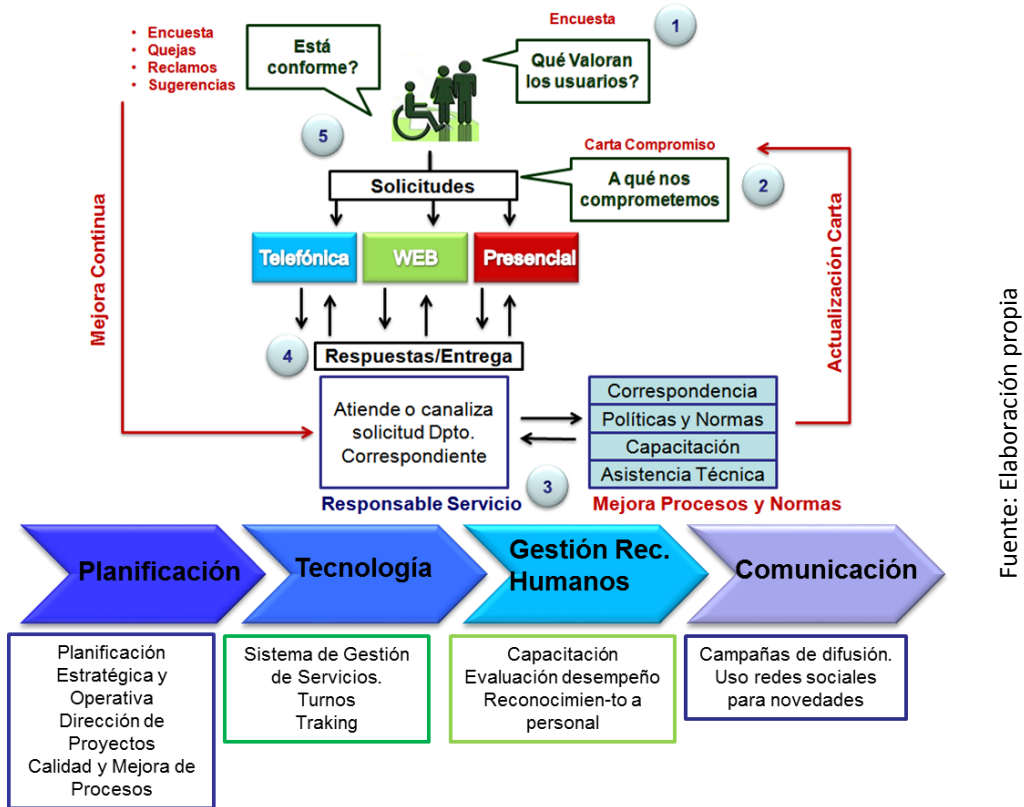 • Encuesta
• Quejas
• Reclamos
• Sugerencias
Está
conforme?
Encuesta
1
Qué Valoran
los usuarios?
5
Carta Compromiso
A qué nos
comprometemos
2
Solicitudes
Telefónica
WEB
Presencial
Mejora Continua
Actualización Carta
4
Respuestas/Entrega
Atiende o canaliza
solicitud Dpto.
Correspondiente
Correspondencia
Políticas y Normas
Capacitación
Asistencia Técnica
3
Responsable Servicio
Mejora Procesos y Normas
Fuente: Elaboración propia
Planificación
Tecnología
Gestión Rec.
Humanos
Comunicación
Planificación
Estratégica y
Operativa
Dirección de
Proyectos
Calidad y Mejora de
Procesos
Sistema de Gestión
de Servicios.
Turnos
Traking
Capacitación
Evaluación desempeño
Reconocimien-to a
personal
Campañas de difusión.
Uso redes sociales
para novedades